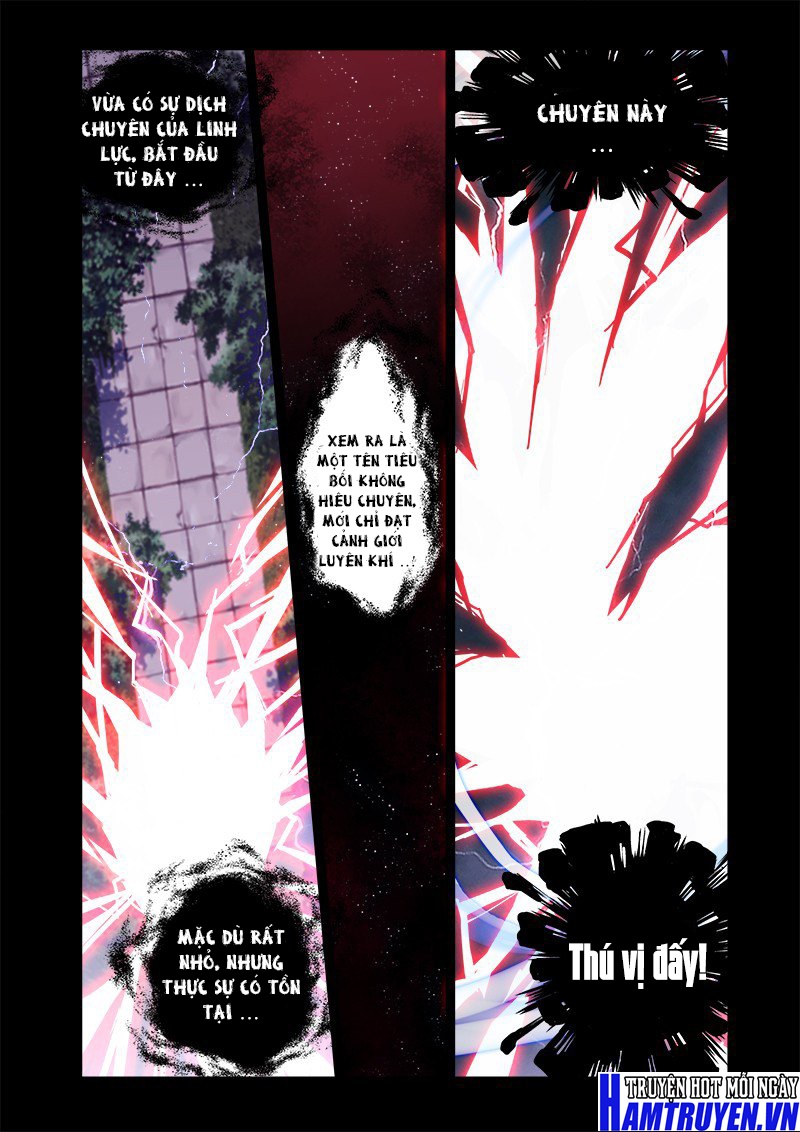 VỪA CÓ SỰ DỊCH
CHUYỂN CỦA LINH
LỰC, BẮT ĐẦU
TỪ ĐÂY ...
MẶC DÙ RẤT
NHỎ, NHƯNG
THỰC SỰ CÓ TỒN
TẠI ...
XEM RA LÀ
MỘT TÊN TIỂU
BỐI KHÔNG
HIỂU CHUYỆN,
MỚI CHỈ ĐẠT
CẢNH GIỚI
LUYỆN KHÍ ...
CHUYỆN NÀY
...
Thú vị đấy!
TRUYỆN HOT MỖI NGÀY
HAMTRUYEN.VN